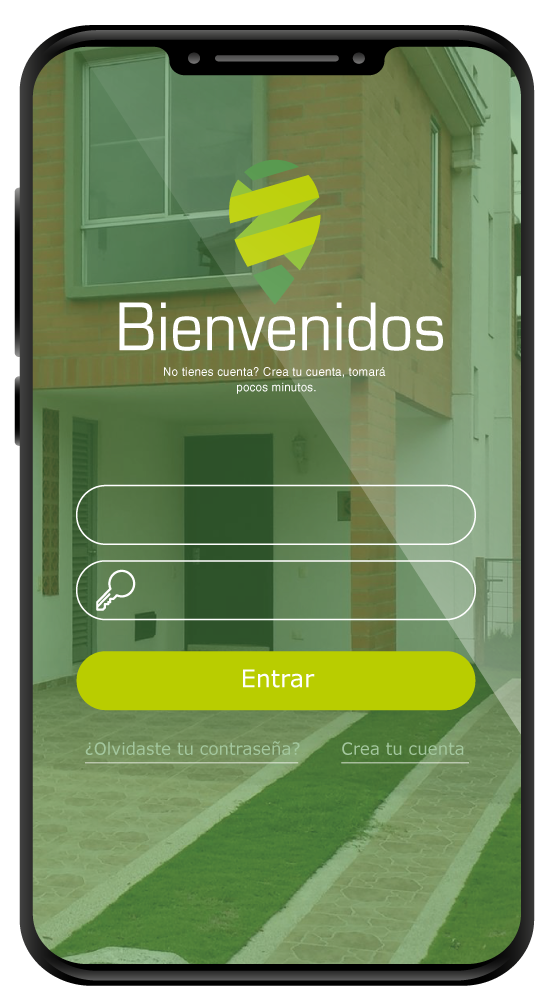 Bienvenidos
No tienes cuenta? Crea tu cuenta, tomará
pocos minutos.
Entrar
¿Olvidaste tu contraseña? Crea tu cuenta